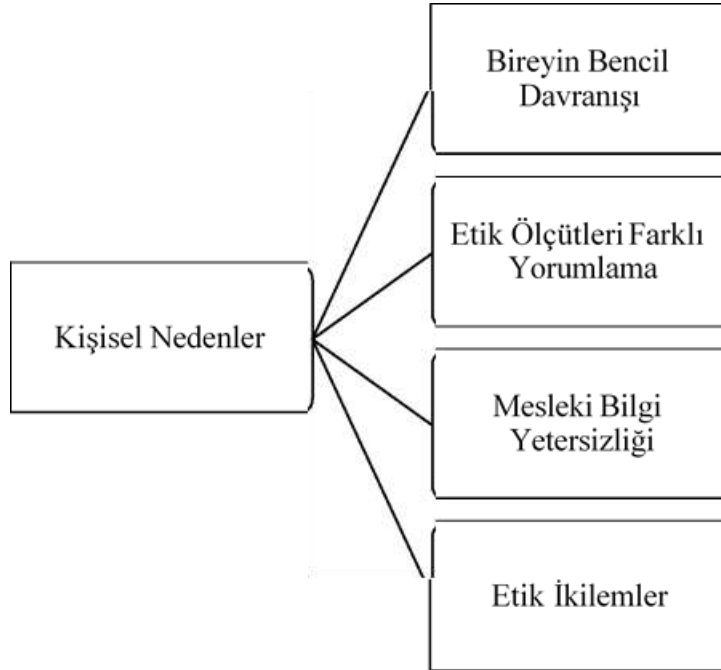 Bireyin Bencil
Davranışı
Etik Ölçütleri Farklı
Yorumlama
Kişisel Nedenler
Mesleki Bilgi
Yetersizliği
Etik İkilemler